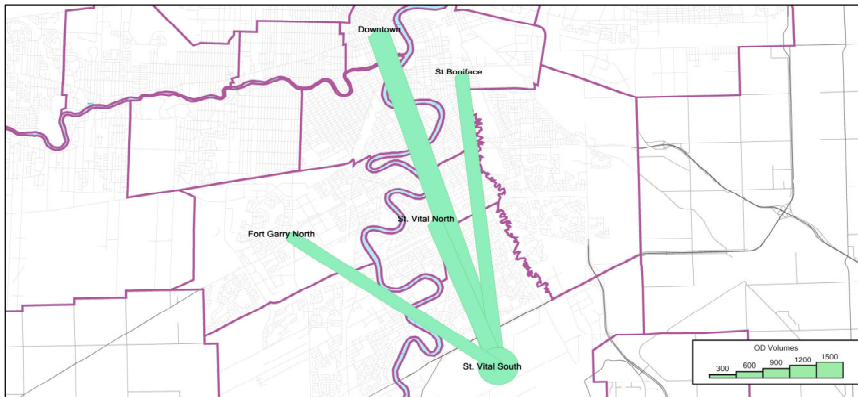 Downtown
St Boniface
St. Vital North
Fort Garry North
OD Volumes
300 600 900 1200 1500
St. Vital South